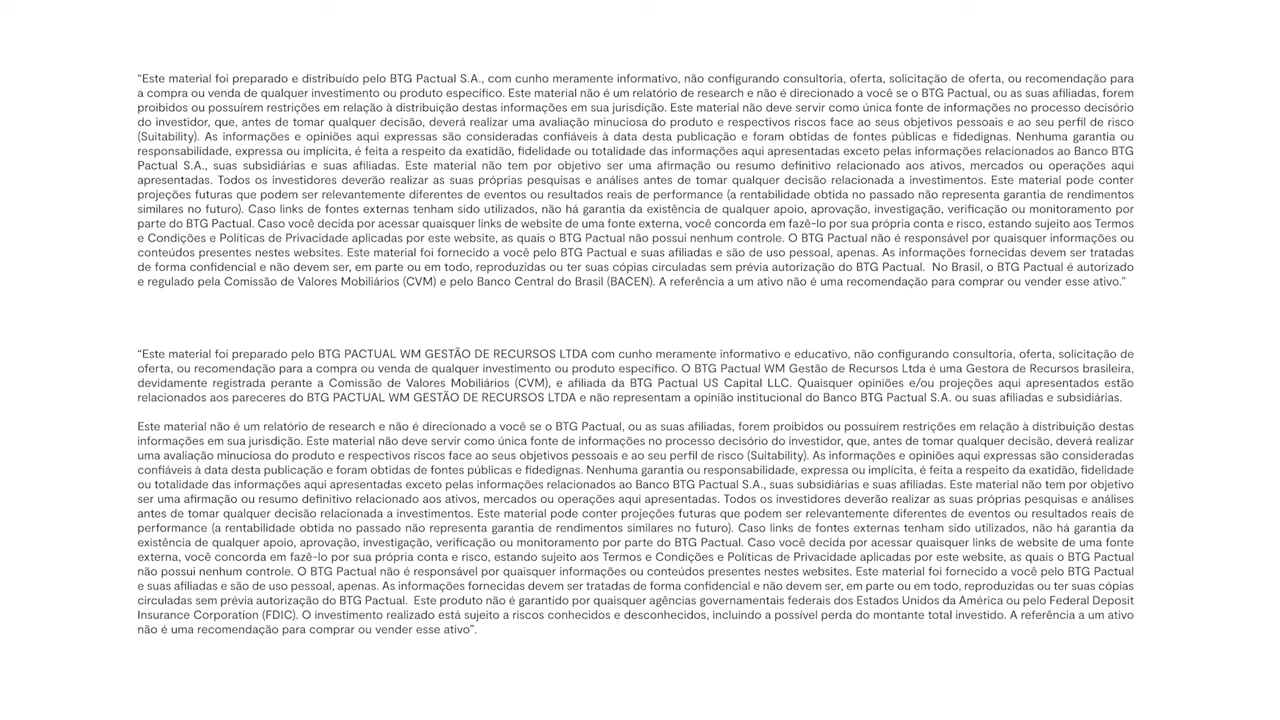 “Este material foi preparado e distribuído pelo BTG Pactual S.A., com cunho meramente informativo, não configurando consultoria, oferta, solicitação de oferta, ou recomendação para
a compra ou venda de qualquer investimento ou produto específico. Este material não é um relatório de research e não é direcionado a você se o BTG Pactual, ou as suas afiliadas, forem
proibidos ou possuírem restrições em relação à distribuição destas informações em sua jurisdição. Este material não deve servir como única fonte de informações no processo decisório
do investidor, que, antes de tomar qualquer decisão, deverá realizar uma avaliação minuciosa do produto e respectivos riscos face ao seus objetivos pessoais e ao seu perfil de risco
(Suitability). As informações e opiniões aqui expressas são consideradas confiáveis à data desta publicação e foram obtidas de fontes públicas e fidedignas. Nenhuma garantia ou
responsabilidade, expressa ou implícita, é feita a respeito da exatidão, fidelidade ou totalidade das informações aqui apresentadas exceto pelas informações relacionados ao Banco BTG
Pactual S.A., suas subsidiárias e suas afiliadas. Este material não tem por objetivo ser uma afirmação ou resumo definitivo relacionado aos ativos, mercados ou operações aqui
apresentadas. Todos os investidores deverão realizar as suas próprias pesquisas e análises antes de tomar qualquer decisão relacionada a investimentos. Este material pode conter
projeções futuras que podem ser relevantemente diferentes de eventos ou resultados reais de performance (a rentabilidade obtida no passado não representa garantia de rendimentos
similares no futuro). Caso links de fontes externas tenham sido utilizados, não há garantia da existência de qualquer apoio, aprovação, investigação, verificação ou monitoramento por
parte do BTG Pactual. Caso você decida por acessar quaisquer links de website de uma fonte externa, você concorda em fazê-lo por sua própria conta e risco, estando sujeito aos Termos
e Condições e Políticas de Privacidade aplicadas por este website, as quais o BTG Pactual não possui nenhum controle. O BTG Pactual não é responsável por quaisquer informações ou
conteúdos presentes nestes websites. Este material foi fornecido a você pelo BTG Pactual e suas afiliadas e são de uso pessoal, apenas. As informações fornecidas devem ser tratadas
de forma confidencial e não devem ser, em parte ou em todo, reproduzidas ou ter suas cópias circuladas sem prévia autorização do BTG Pactual. No Brasil, o BTG Pactual é autorizado
e regulado pela Comissão de Valores Mobiliários (CVM) e pelo Banco Central do Brasil (BACEN). A referência a um ativo não é uma recomendação para comprar ou vender esse ativo.”
“Este material foi preparado pelo BTG PACTUAL WM GESTÃO DE RECURSOS LTDA com cunho meramente informativo e educativo, não configurando consultoria, oferta, solicitação de
oferta, ou recomendação para a compra ou venda de qualquer investimento ou produto específico. O BTG Pactual WM Gestão de Recursos Ltda é uma Gestora de Recursos brasileira,
devidamente registrada perante a Comissão de Valores Mobiliários (CVM), e afiliada da BTG Pactual US Capital LLC. Quaisquer opiniões e/ou projeções aqui apresentados estão
relacionados aos pareceres do BTG PACTUAL WM GESTÃO DE RECURSOS LTDA e não representam a opinião institucional do Banco BTG Pactual S.A. ou suas afiliadas e subsidiárias.
Este material não é um relatório de research e não é direcionado a você se o BTG Pactual, ou as suas afiliadas, forem proibidos ou possuírem restrições em relação à distribuição destas
informações em sua jurisdição. Este material não deve servir como única fonte de informações no processo decisório do investidor, que, antes de tomar qualquer decisão, deverá realizar
uma avaliação minuciosa do produto e respectivos riscos face ao seus objetivos pessoais e ao seu perfil de risco (Suitability). As informações e opiniões aqui expressas são consideradas
confiáveis à data desta publicação e foram obtidas de fontes públicas e fidedignas. Nenhuma garantia ou responsabilidade, expressa ou implícita, é feita a respeito da exatidão, fidelidade
ou totalidade das informações aqui apresentadas exceto pelas informações relacionados ao Banco BTG Pactual S.A., suas subsidiárias e suas afiliadas. Este material não tem por objetivo
ser uma afirmação ou resumo definitivo relacionado aos ativos, mercados ou operações aqui apresentadas. Todos os investidores deverão realizar as suas próprias pesquisas e análises
antes de tomar qualquer decisão relacionada a investimentos. Este material pode conter projeções futuras que podem ser relevantemente diferentes de eventos ou resultados reais de
performance (a rentabilidade obtida no passado não representa garantia de rendimentos similares no futuro). Caso links de fontes externas tenham sido utilizados, não há garantia da
existência de qualquer apoio, aprovação, investigação, verificação ou monitoramento por parte do BTG Pactual. Caso você decida por acessar quaisquer links de website de uma fonte
externa, você concorda em fazê-lo por sua própria conta e risco, estando sujeito aos Termos e Condições e Políticas de Privacidade aplicadas por este website, as quais o BTG Pactual
não possui nenhum controle. O BTG Pactual não é responsável por quaisquer informações ou conteúdos presentes nestes websites. Este material foi fornecido a você pelo BTG Pactual
e suas afiliadas e são de uso pessoal, apenas. As informações fornecidas devem ser tratadas de forma confidencial e não devem ser, em parte ou em todo, reproduzidas ou ter suas cópias
circuladas sem prévia autorização do BTG Pactual. Este produto não é garantido por quaisquer agências governamentais federais dos Estados Unidos da América ou pelo Federal Deposit
Insurance Corporation (FDIC). O investimento realizado está sujeito a riscos conhecidos e desconhecidos, incluindo a possível perda do montante total investido. A referência a um ativo
não é uma recomendação para comprar ou vender esse ativo”.